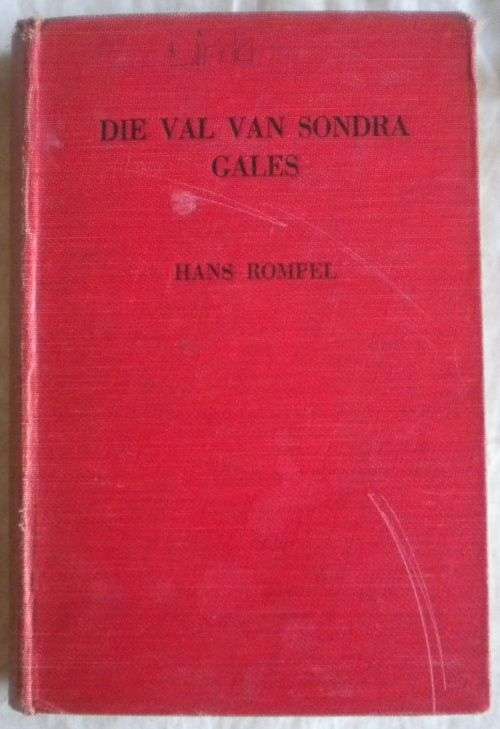 DIE VAL VAN SONDRA
GALES
HANS ROMPEL